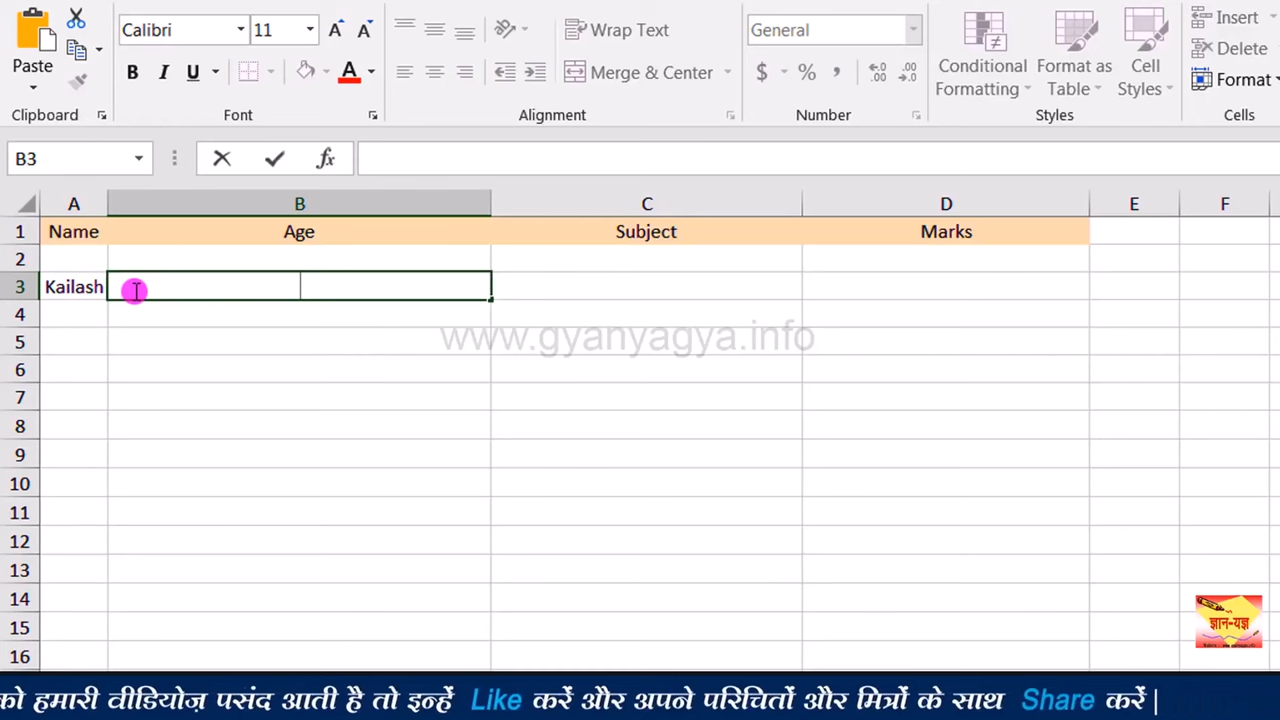 Calibri 11 Wrap Text General Insert
Paste B I U A Merge & Center $ % , .00 Conditional Formatting Format as Table Cell Styles Delete
Format
Clipboard Font Alignment Number Styles Cells
B3 fx
A B C D E F
1 Name Age Subject Marks
2
3 Kailash
4
www.gyanyagya.info
5
6
7
8
9
10
11
12
13
14
ज्ञान-यज्ञ
15
16
को हमारी वीडियोज़ पसंद आती है तो इन्हें Like करें और अपने परिचितों और मित्रों के साथ Share करें |